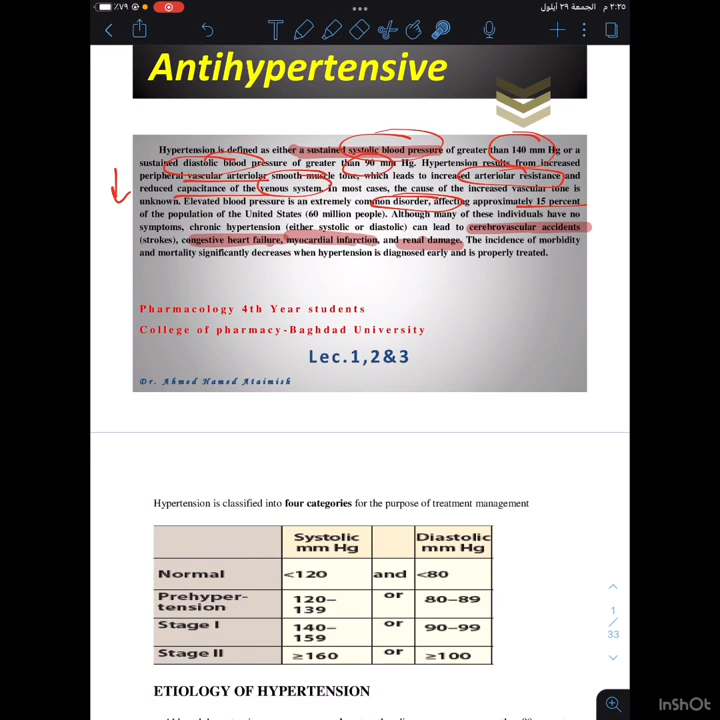 ٪٧٩
٢:٢٥ م الجمعة ٢٩ أيلول
Antihypertensive
Hypertension is defined as either a sustained systolic blood pressure of greater than 140 mm Hg or a
sustained diastolic blood pressure of greater than 90 mm Hg. Hypertension results from increased
peripheral vascular arteriolar smooth muscle tone, which leads to increased arteriolar resistance and
reduced capacitance of the venous system. In most cases, the cause of the increased vascular tone is
unknown. Elevated blood pressure is an extremely common disorder, affecting approximately 15 percent
of the population of the United States (60 million people). Although many of these individuals have no
symptoms, chronic hypertension (either systolic or diastolic) can lead to cerebrovascular accidents
(strokes), congestive heart failure, myocardial infarction, and renal damage. The incidence of morbidity
and mortality significantly decreases when hypertension is diagnosed early and is properly treated.
Pharmacology 4th Year students
College of pharmacy-Baghdad University
Lec.1,2&3
Dr. Ahmed Hamed Ataimish
Hypertension is classified into four categories for the purpose of treatment management
Systolic mm Hg Diastolic mm Hg
Normal <120 and <80
Prehyper-tension 120–139 or 80–89
Stage I 140–159 or 90–99
Stage II ≥160 or ≥100
ETIOLOGY OF HYPERTENSION
1
/
33
InShOt